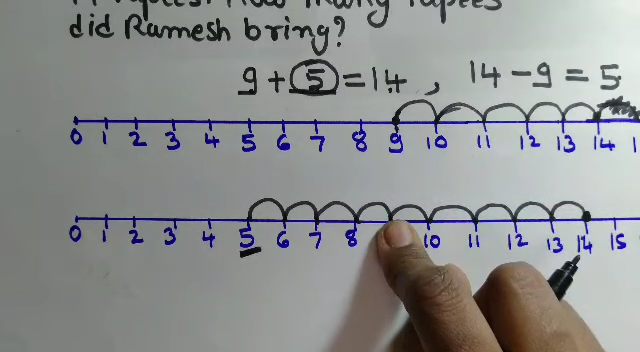 did Ramesh bring?
9 + 5 = 14 , 14 - 9 = 5
0 1 2 3 4 5 6 7 8 9 10 11 12 13 14
0 1 2 3 4 5 6 7 8 10 11 12 13 14 15